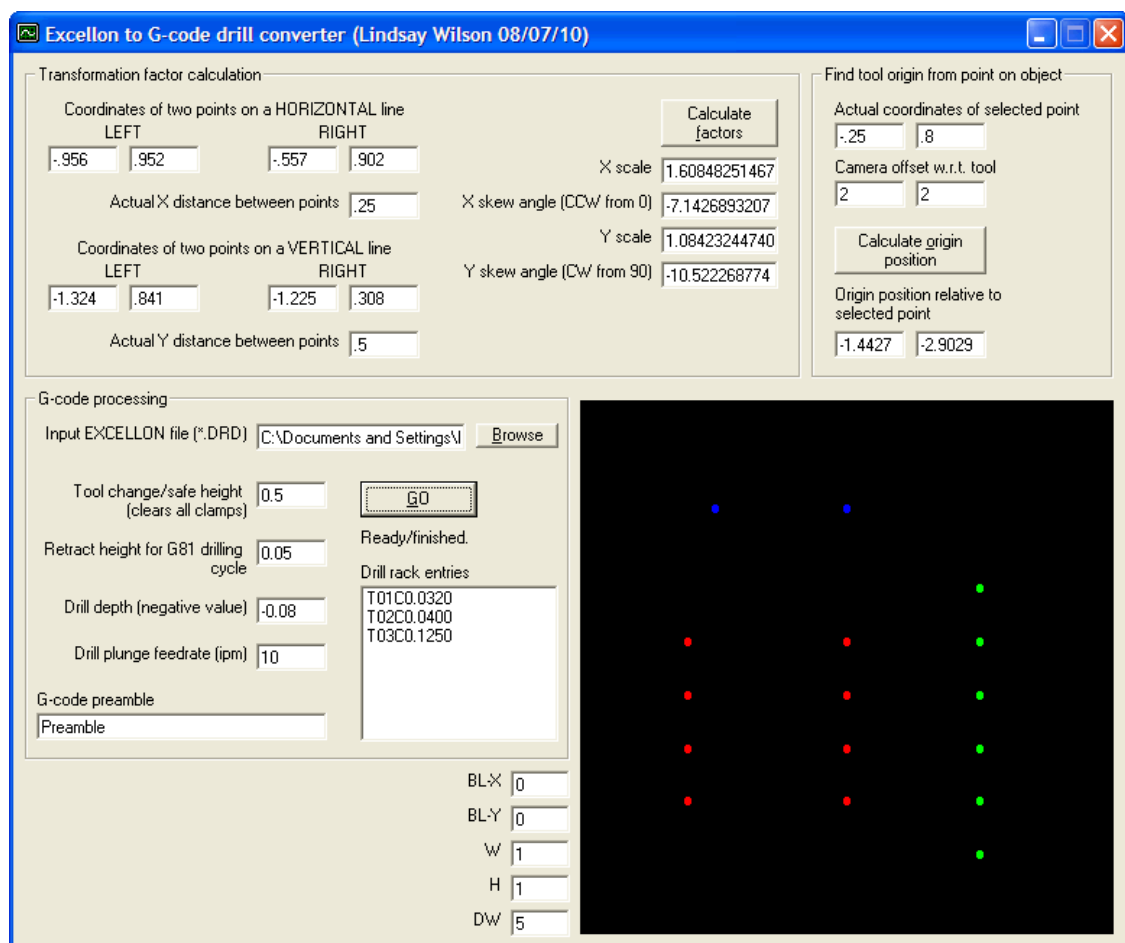 Excellon to G-code drill converter (Lindsay Wilson 08/07/10)
Transformation factor calculation
Coordinates of two points on a HORIZONTAL line
LEFT RIGHT
-.956 .952 -.557 .902
Actual X distance between points .25
Coordinates of two points on a VERTICAL line
LEFT RIGHT
-1.324 .841 -1.225 .308
Actual Y distance between points .5
Calculate
factors
X scale 1.60848251467
X skew angle (CCW from 0) -7.1426893207
Y scale 1.08423244740
Y skew angle (CW from 90) -10.522268774
Find tool origin from point on object
Actual coordinates of selected point
-.25 .8
Camera offset w.r.t. tool
2 2
Calculate origin
position
Origin position relative to
selected point
-1.4427 -2.9029
G-code processing
Input EXCELLON file (*.DRD) C:\Documents and Settings\l Browse
Tool change/safe height
(clears all clamps) 0.5
Retract height for G81 drilling
cycle 0.05
Drill depth (negative value) -0.08
Drill plunge feedrate (ipm) 10
G-code preamble
Preamble
GO
Ready/finished.
Drill rack entries
T01C0.0320
T02C0.0400
T03C0.1250
BL-X 0
BL-Y 0
W 1
H 1
DW 5